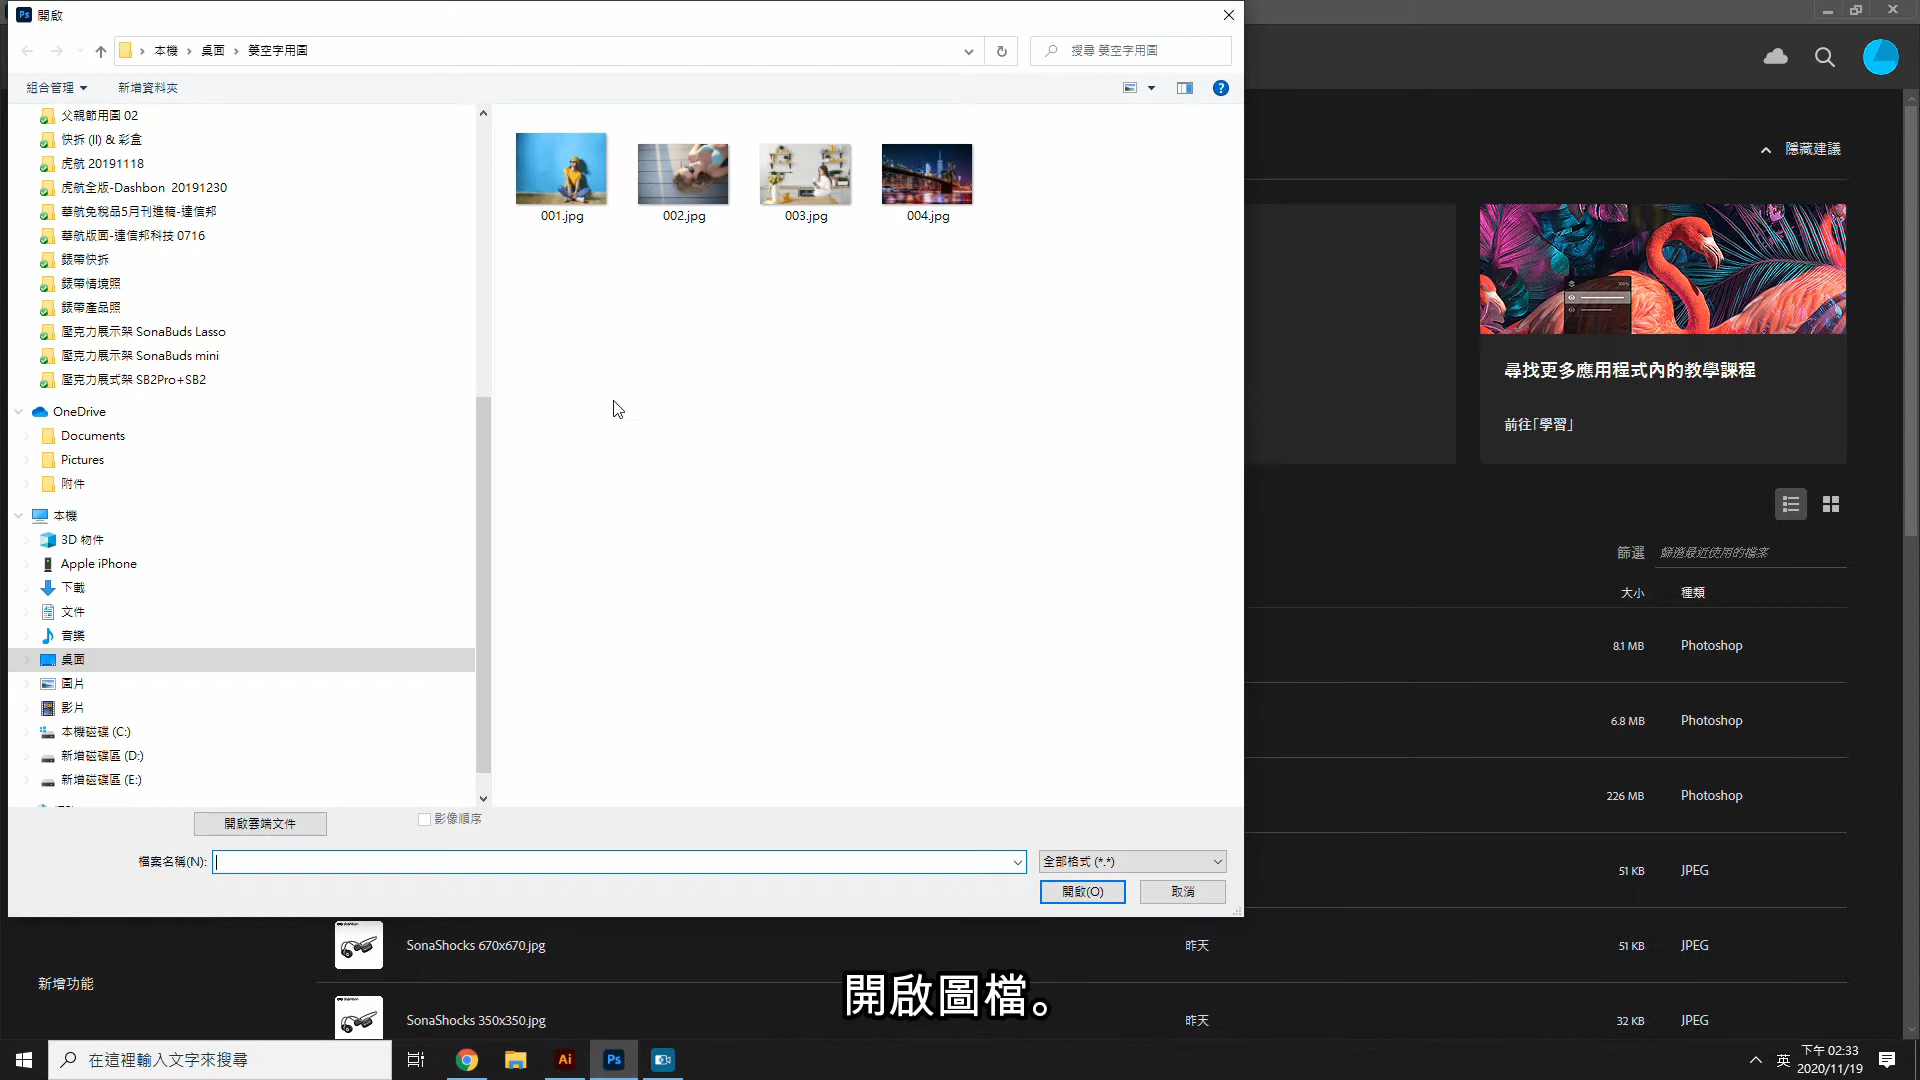 Ps 開啟
本機 › 桌面 › 簍空字用圖
搜尋 簍空字用圖
組合管理
新增資料夾
父親節用圖 02
快拆 (II) & 彩盒
虎航 20191118
虎航全版-Dashbon 20191230
華航免稅品5月刊進稿-達信邦
華航版面-達信邦科技 0716
錶帶快拆
錶帶情境照
錶帶產品照
壓克力展示架 SonaBuds Lasso
壓克力展示架 SonaBuds mini
壓克力展式架 SB2Pro+SB2
OneDrive
Documents
Pictures
附件
本機
3D 物件
Apple iPhone
下載
文件
音樂
桌面
圖片
影片
本機磁碟 (C:)
新增磁碟區 (D:)
新增磁碟區 (E:)
001.jpg
002.jpg
003.jpg
004.jpg
開啟雲端文件
影像順序
檔案名稱(N):
全部格式 (*.*)
開啟(O)
取消
隱藏建議
尋找更多應用程式內的教學課程
前往「學習」
篩選 篩選最近使用的檔案
大小 種類
8.1 MB Photoshop
6.8 MB Photoshop
226 MB Photoshop
51 KB JPEG
SonaShocks 670x670.jpg 昨天 51 KB JPEG
新增功能
SonaShocks 350x350.jpg 昨天 32 KB JPEG
開啟圖檔。
在這裡輸入文字來搜尋
Ai
Ps
英
下午 02:33
2020/11/19